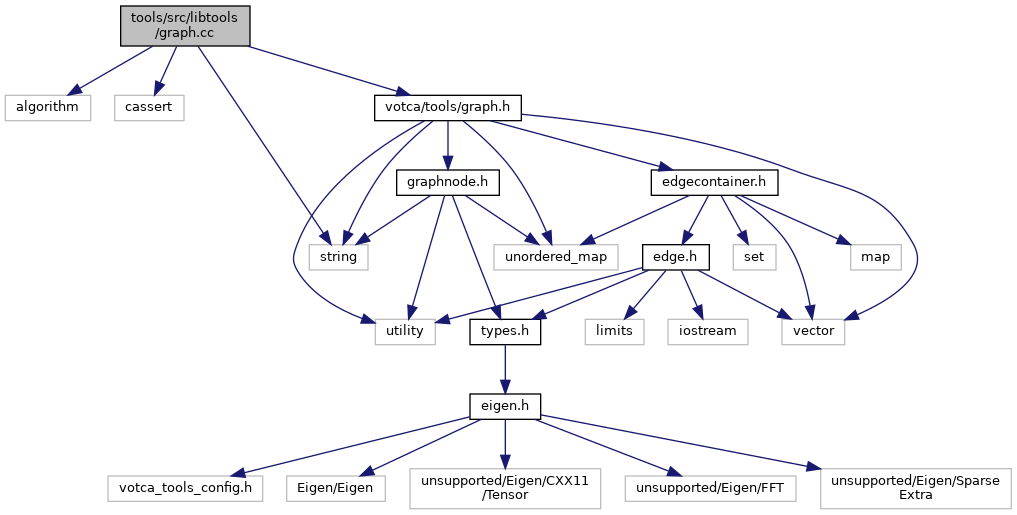 tools/src/libtools
/graph.cc
algorithm
cassert
votca/tools/graph.h
graphnode.h
edgecontainer.h
string
unordered_map
edge.h
set
map
utility
types.h
limits
iostream
vector
eigen.h
votca_tools_config.h
Eigen/Eigen
unsupported/Eigen/CXX11
/Tensor
unsupported/Eigen/FFT
unsupported/Eigen/Sparse
Extra